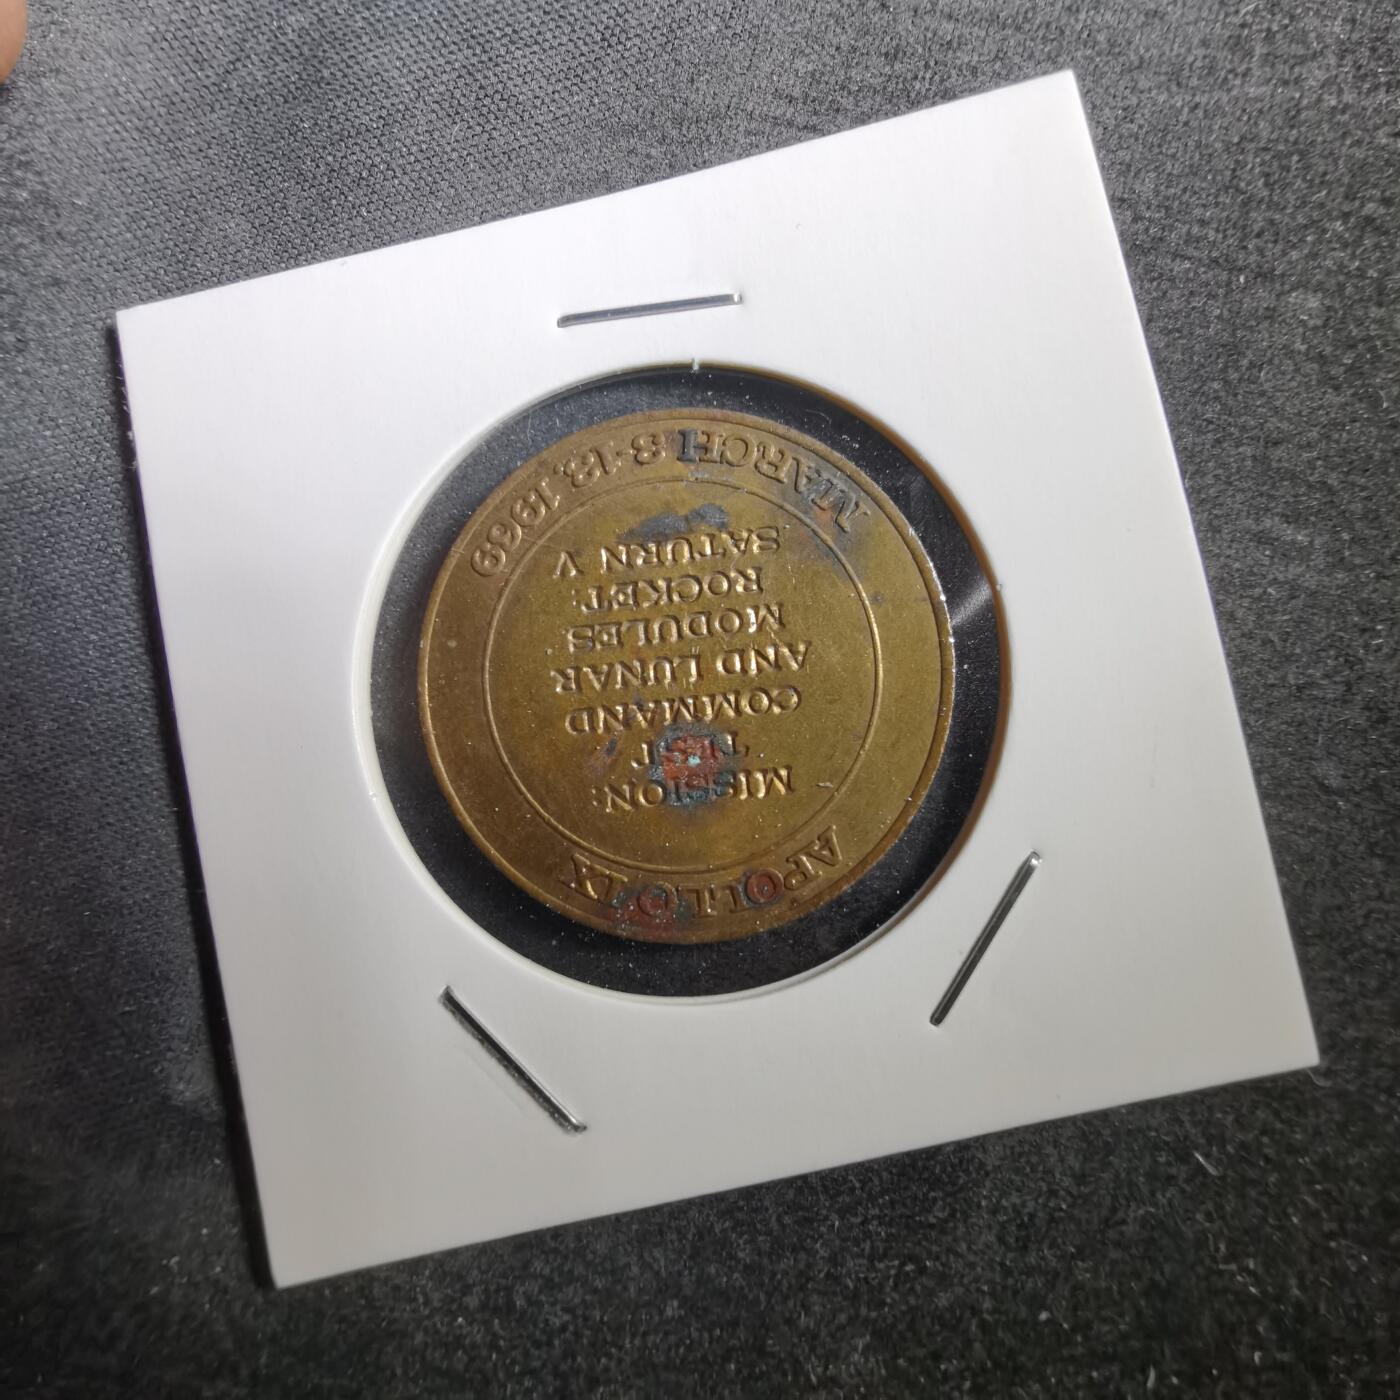 APOLLO IX
MISSION:
TEST
COMMAND
AND LUNAR
MODULES
ROCKET:
SATURN V
MARCH 3-13, 1969